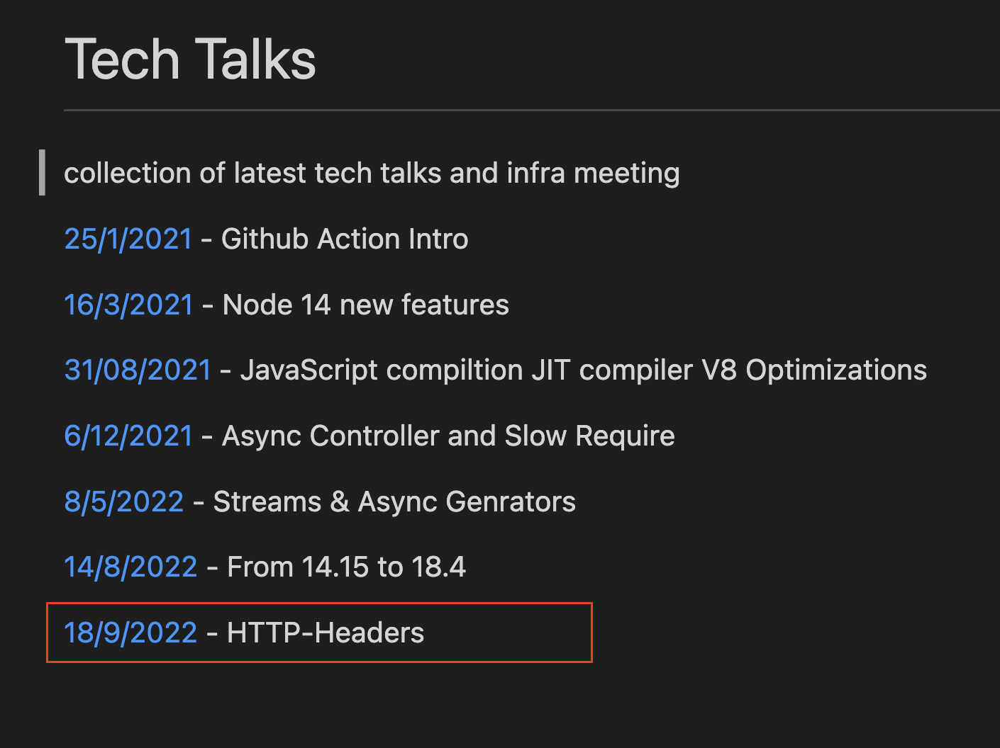 Tech Talks
collection of latest tech talks and infra meeting
25/1/2021 - Github Action Intro
16/3/2021 - Node 14 new features
31/08/2021 - JavaScript compiltion JIT compiler V8 Optimizations
6/12/2021 - Async Controller and Slow Require
8/5/2022 - Streams & Async Genrators
14/8/2022 - From 14.15 to 18.4
18/9/2022 - HTTP-Headers